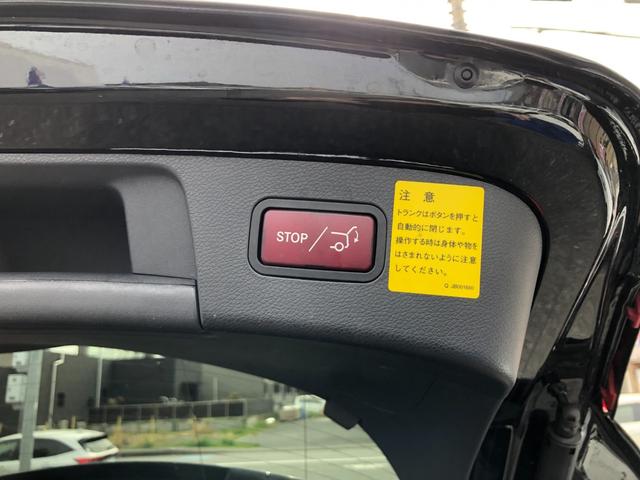 STOP /
注意
トランクはボタンを押すと
自動的に閉じます。
操作する時は身体や物を
はさまれないように注意
してください。